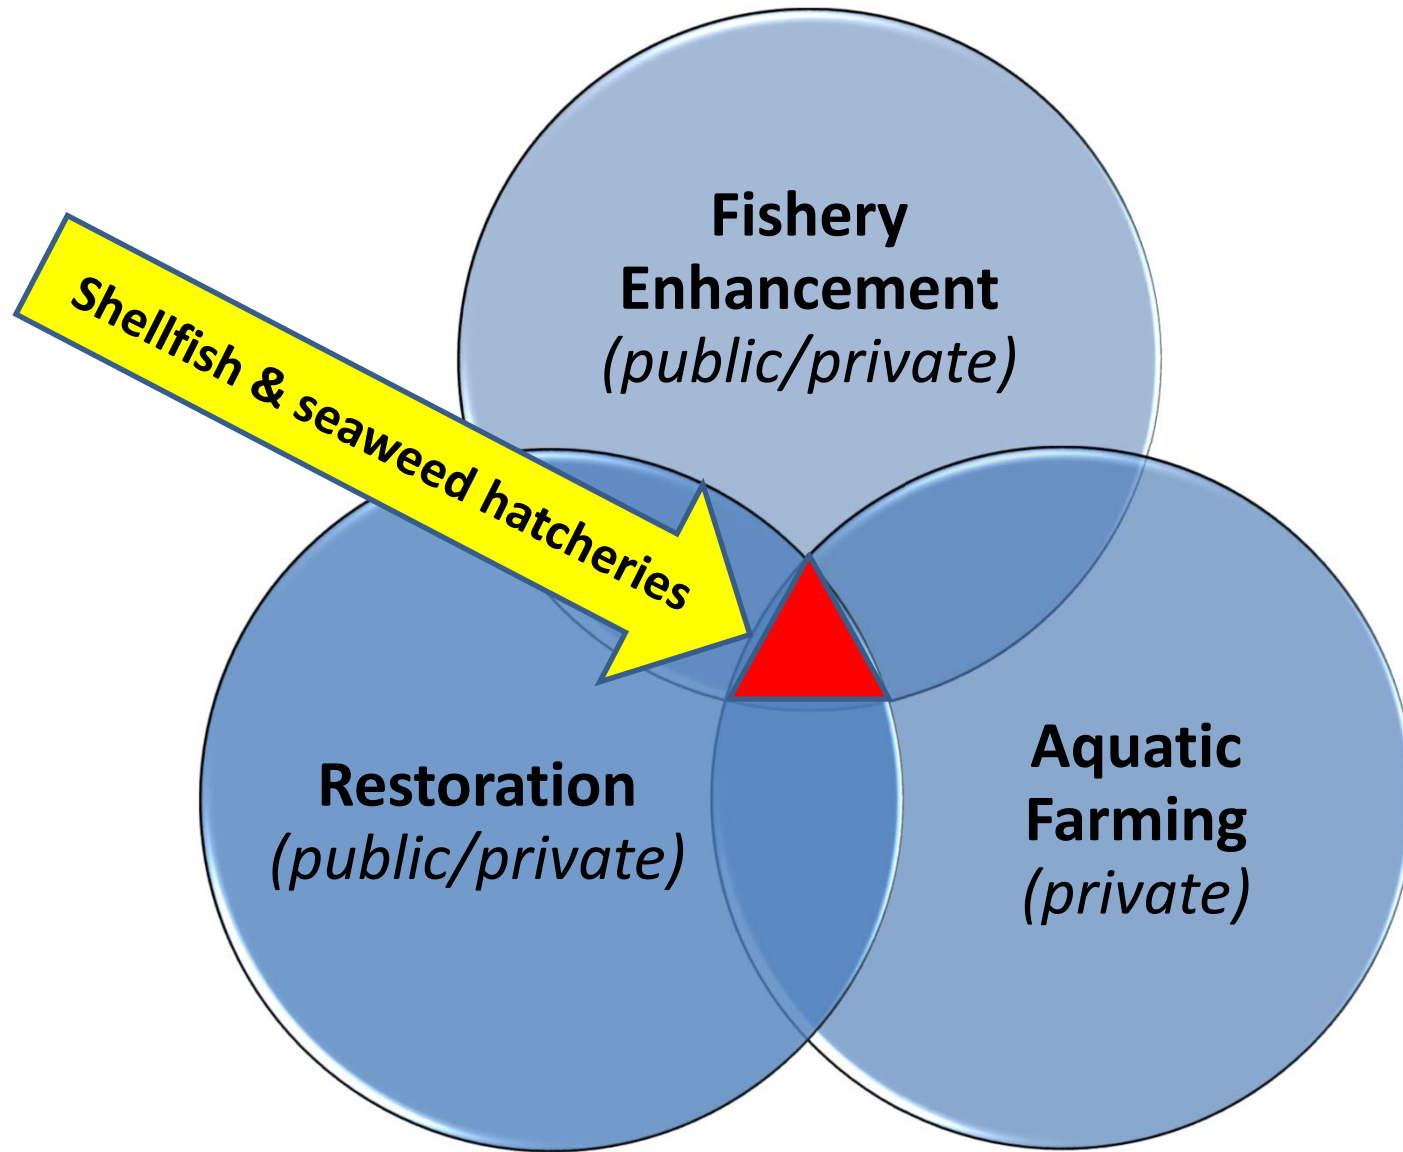 Fishery
Enhancement
(public/private)
Shellfish & seaweed hatcheries
Restoration
(public/private)
Aquatic
Farming
(private)